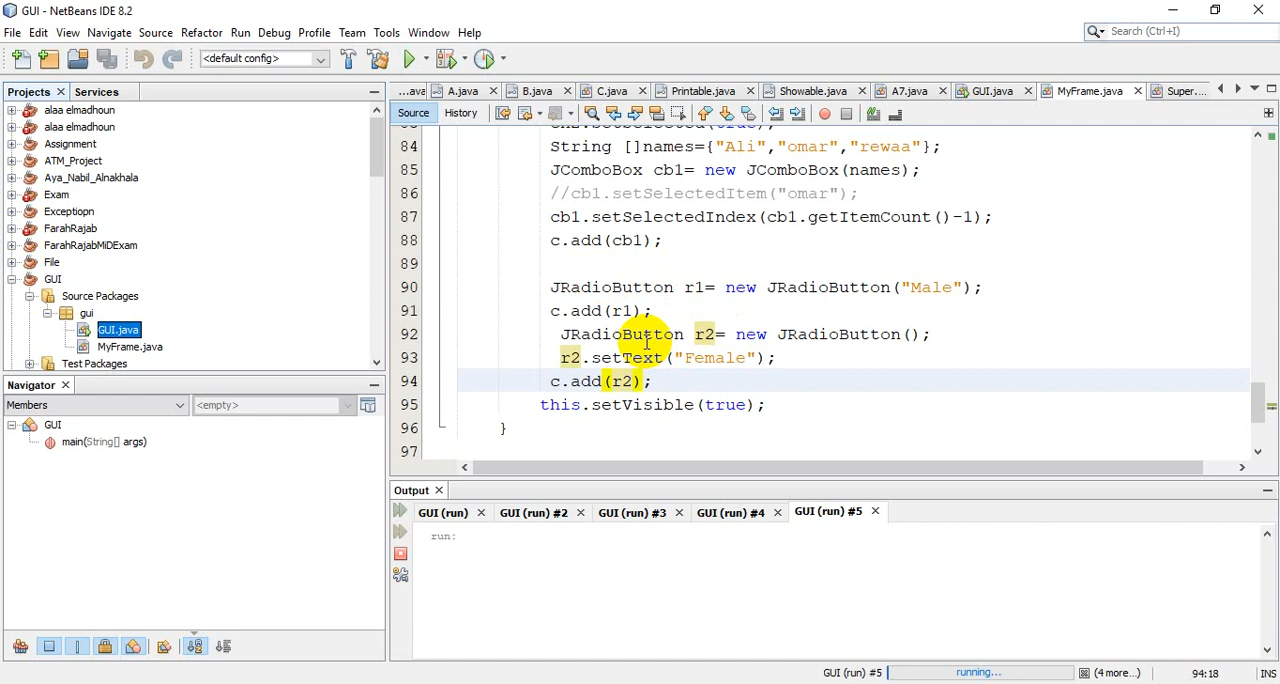 GUI - NetBeans IDE 8.2
File Edit View Navigate Source Refactor Run Debug Profile Team Tools Window Help
Search (Ctrl+I)
<default config>
Projects Services
...ava A.java B.java C.java Printable.java Showable.java A7.java GUI.java MyFrame.java Super...
Source History
alaa elmadhoun
alaa elmadhoun
Assignment
ATM_Project
Aya_Nabil_Alnakhala
Exam
Exceptiopn
FarahRajab
FarahRajabMiDExam
File
GUI
Source Packages
gui
GUI.java
MyFrame.java
Test Packages
84 String []names={"Ali","omar","rewaa"};
85 JComboBox cb1= new JComboBox(names);
86 //cb1.setSelectedItem("omar");
87 cb1.setSelectedIndex(cb1.getItemCount()-1);
88 c.add(cb1);
89
90 JRadioButton r1= new JRadioButton("Male");
91 c.add(r1);
92 JRadioButton r2= new JRadioButton();
93 r2.setText("Female");
94 c.add(r2);
95 this.setVisible(true);
96 }
97
Navigator
Members <empty>
GUI
main(String[] args)
Output
GUI (run) GUI (run) #2 GUI (run) #3 GUI (run) #4 GUI (run) #5
run:
GUI (run) #5 running... (4 more...) 94:18 INS